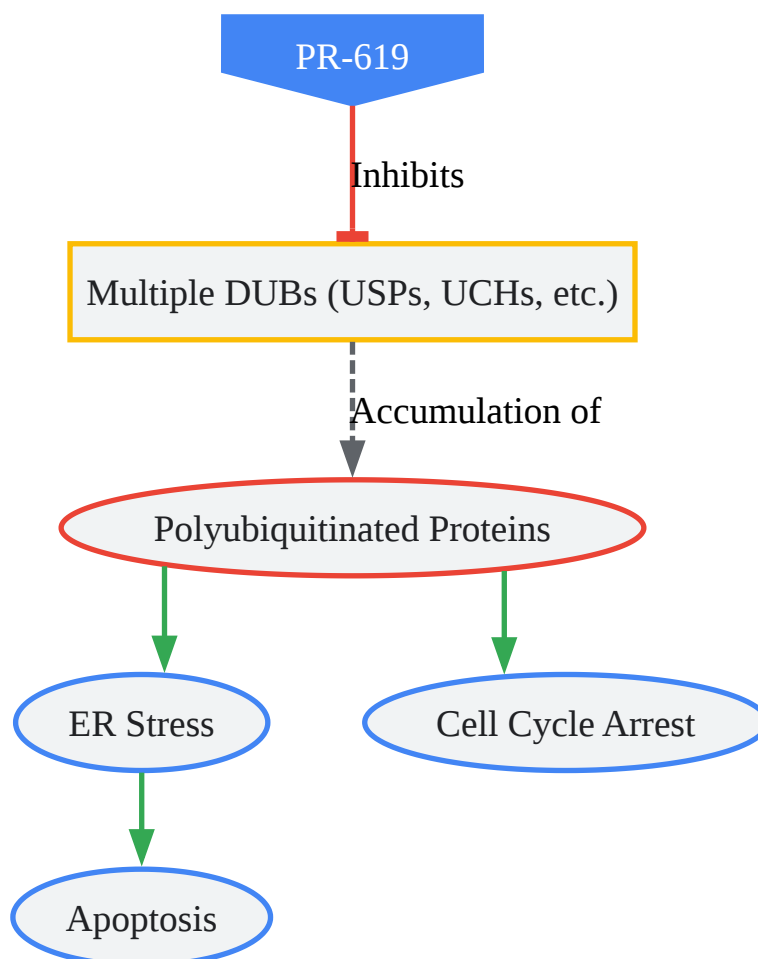 PR-619
Inhibits
Multiple DUBs (USPs, UCHs, etc.)
Accumulation of
Polyubiquitinated Proteins
ER Stress
Cell Cycle Arrest
Apoptosis